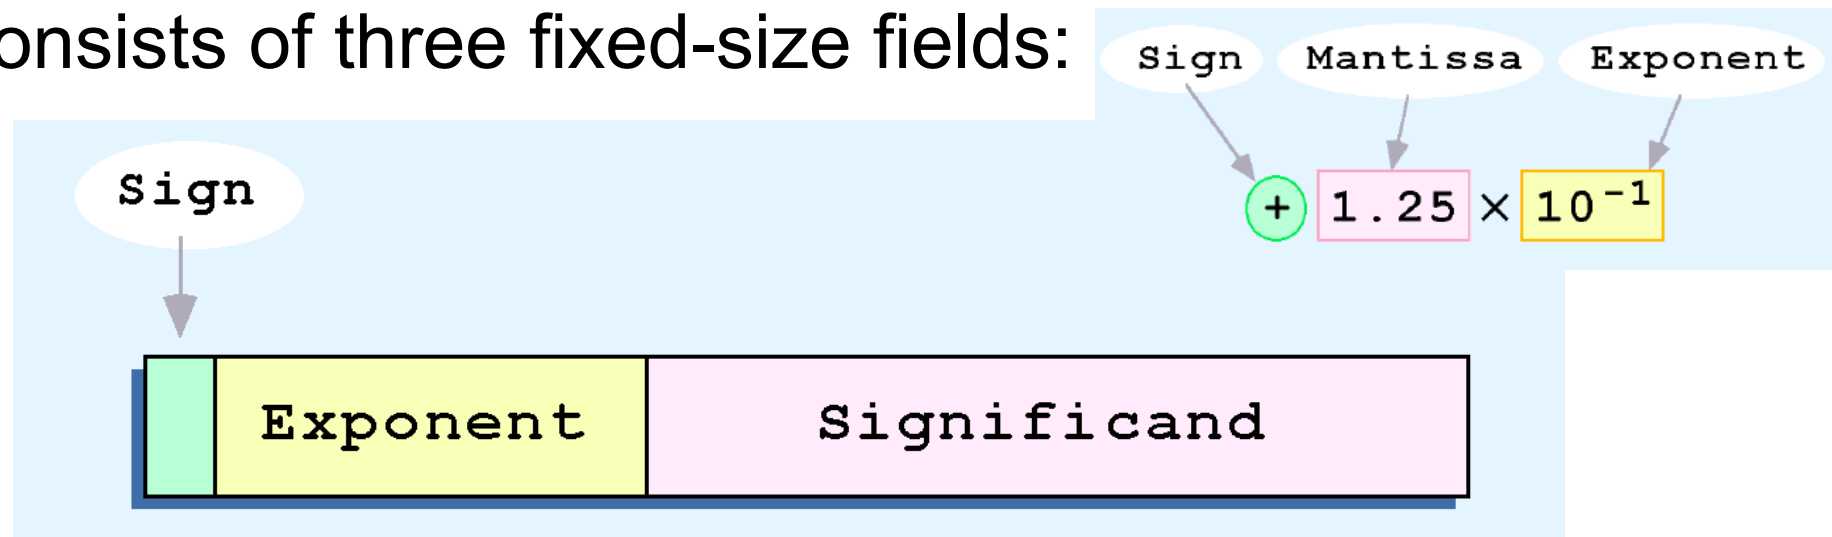 onsists of three fixed-size fields:
Sign Mantissa Exponent
+ 1.25 × 10⁻¹
Sign
Exponent Significand